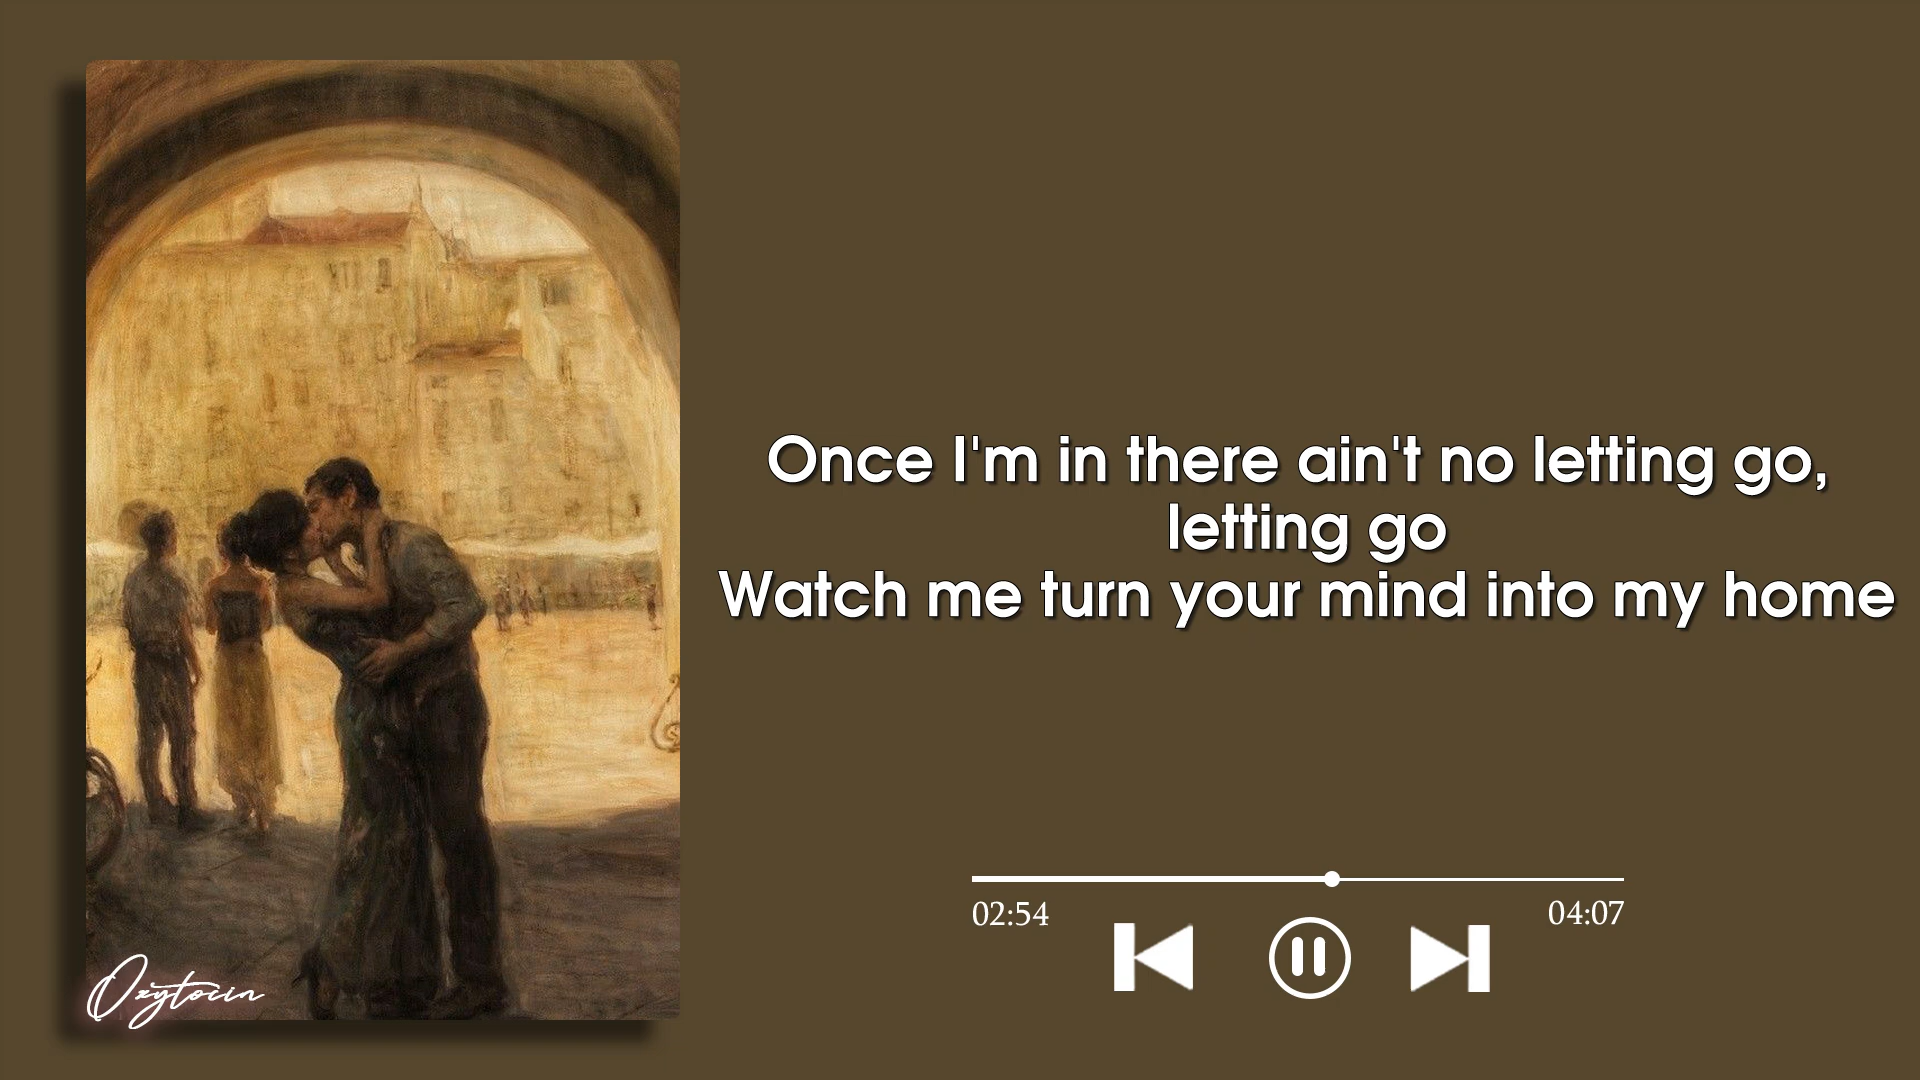 Once I'm in there ain't no letting go,
letting go
Watch me turn your mind into my home
02:54
04:07
Oxytocin